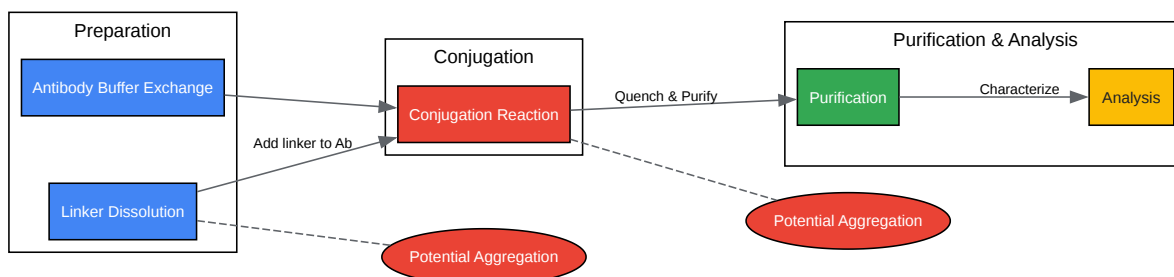 Preparation
Antibody Buffer Exchange
Linker Dissolution
Add linker to Ab
Conjugation
Conjugation Reaction
Quench & Purify
Potential Aggregation
Potential Aggregation
Purification & Analysis
Purification
Characterize
Analysis